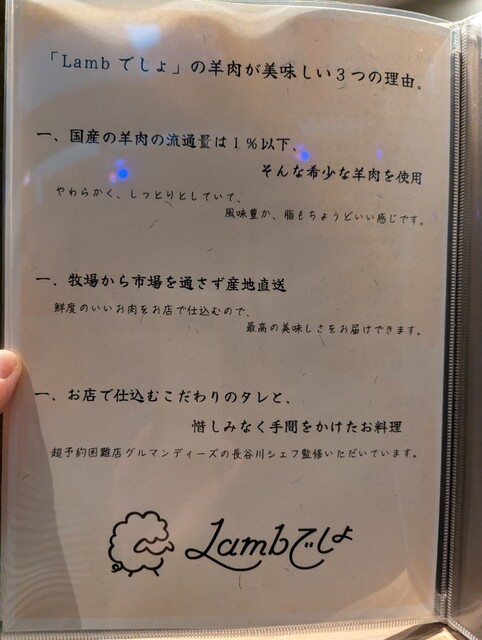 「Lambでしょ」の羊肉が美味しい3つの理由。
一、国産の羊肉の流通量は1%以下、
そんな希少な羊肉を使用
やわらかく、しっとりとしていて、
風味豊か、脂もちょうどいい感じです。
一、牧場から市場を通さず産地直送
鮮度のいいお肉をお店で仕込むので、
最高の美味しさをお届けできます。
一、お店で仕込むこだわりのタレと、
惜しみなく手間をかけたお料理
超予約困難店グルマンディーズの長谷川シェフ監修いただいています。
Lambでしょ